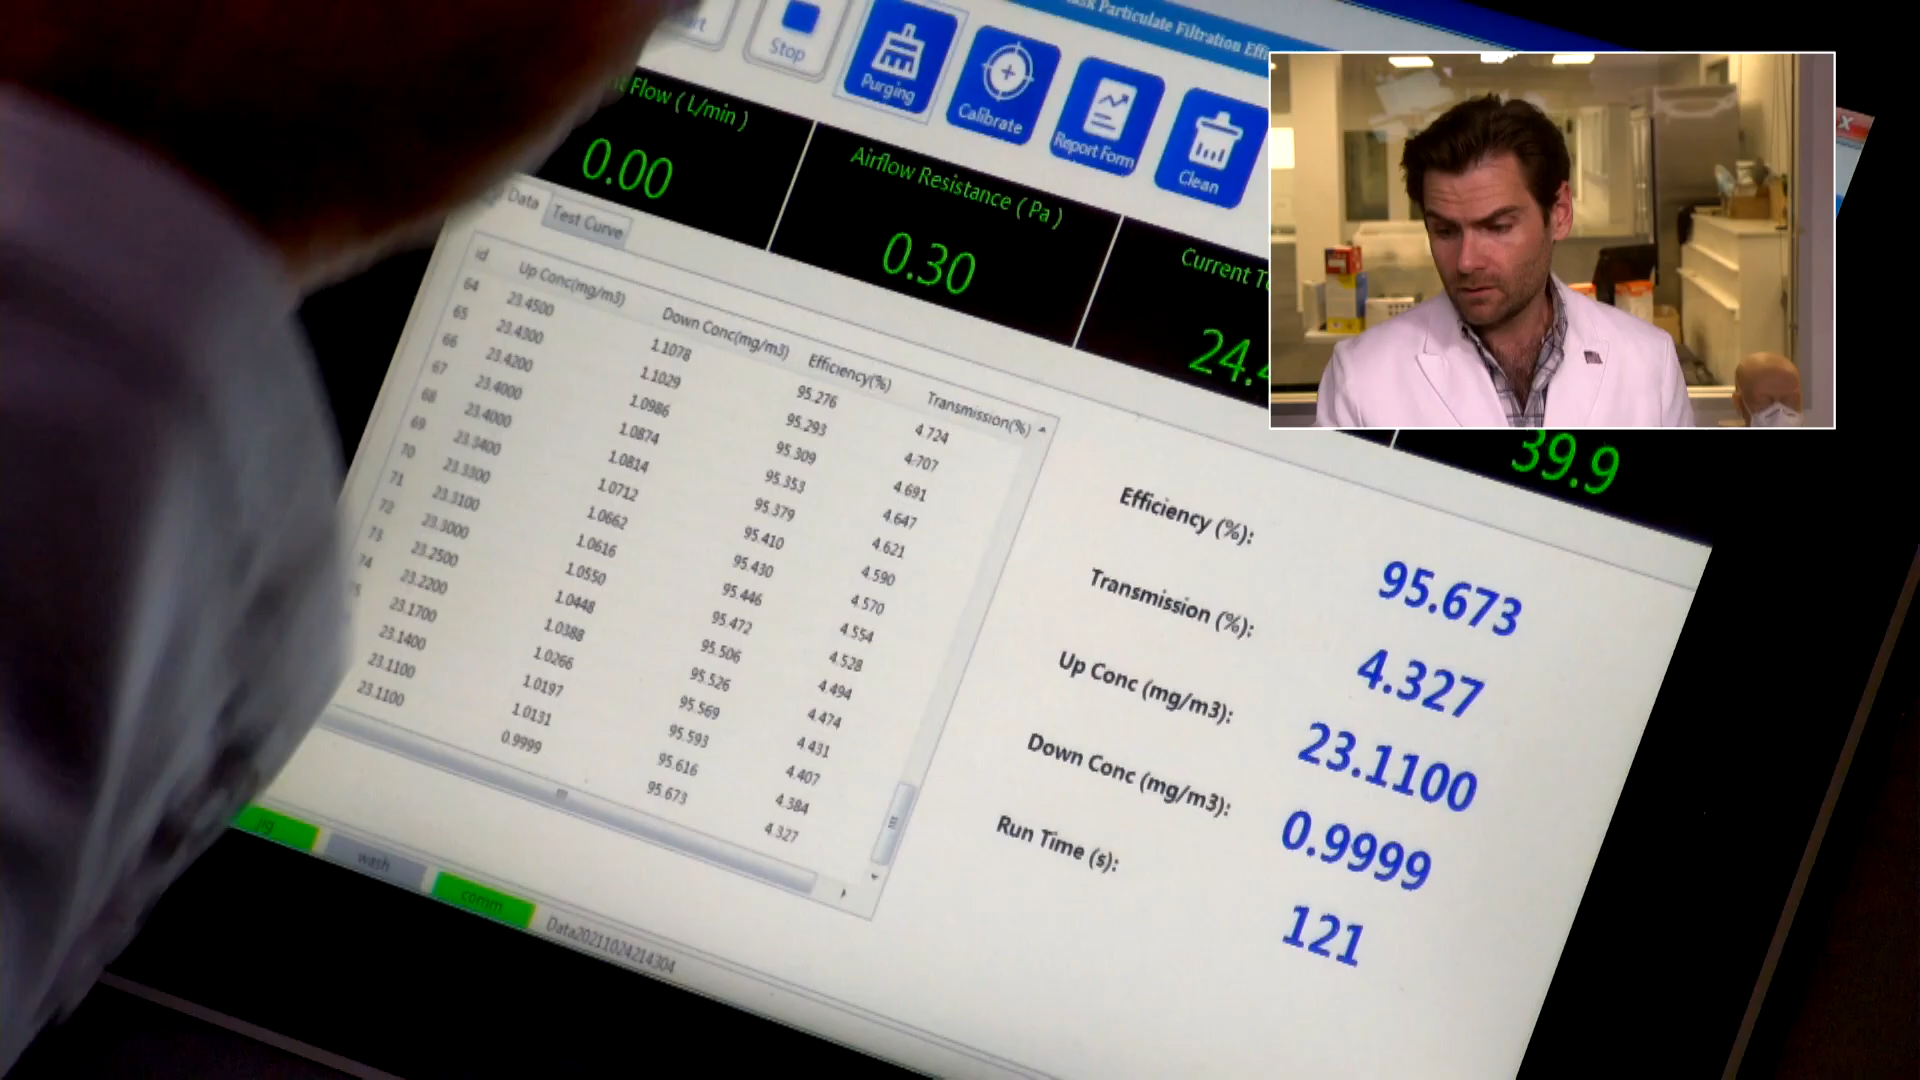 Particulate Filtration
Stop
Purging
Calibrate
Report Form
Clean
Flow ( L/min )
0.00
Airflow Resistance ( Pa )
0.30
Current
24.
39.9
Data Test Curve
id Up Conc(mg/m3) Down Conc(mg/m3) Efficiency(%) Transmission(%)
64 23.4500 1.1078 95.276 4.724
65 23.4300 1.1029 95.293 4.707
66 23.4200 1.0986 95.309 4.691
67 23.4000 1.0874 95.353 4.647
68 23.4000 1.0814 95.379 4.621
69 23.3400 1.0712 95.410 4.590
70 23.3300 1.0662 95.430 4.570
71 23.3100 1.0616 95.446 4.554
72 23.3000 1.0550 95.472 4.528
73 23.2500 1.0448 95.506 4.494
74 23.2200 1.0388 95.526 4.474
23.1700 1.0266 95.569 4.431
23.1400 1.0197 95.593 4.407
23.1100 1.0131 95.616 4.384
23.1100 0.9999 95.673 4.327
Efficiency (%): 95.673
Transmission (%): 4.327
Up Conc (mg/m3): 23.1100
Down Conc (mg/m3): 0.9999
Run Time (s): 121
wash
comm
Data20211024214304